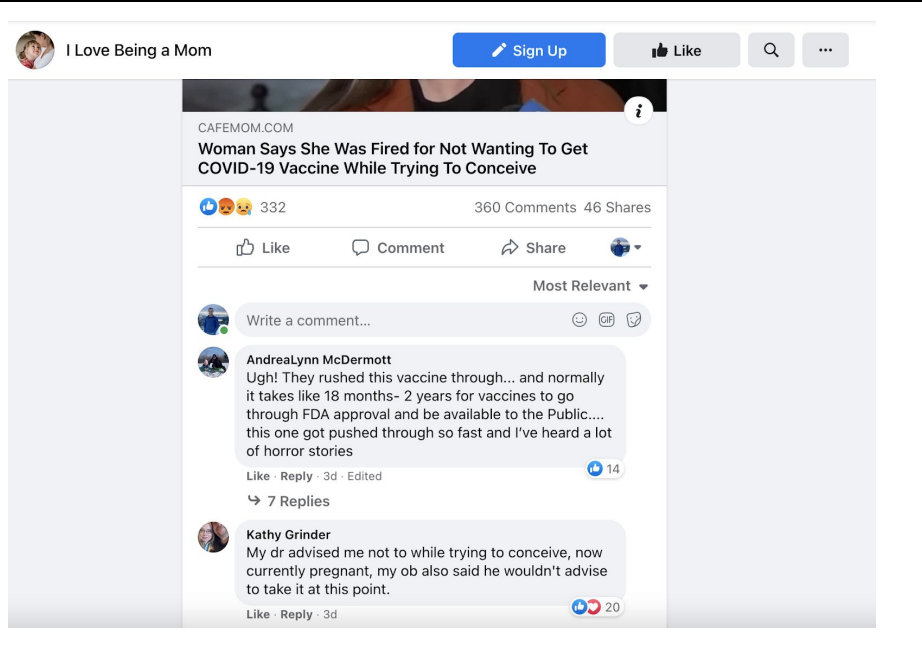 I Love Being a Mom
Sign Up
Like
CAFEMOM.COM
Woman Says She Was Fired for Not Wanting To Get
COVID-19 Vaccine While Trying To Conceive
332
360 Comments 46 Shares
Like
Comment
Share
Most Relevant
Write a comment...
GIF
AndreaLynn McDermott
Ugh! They rushed this vaccine through... and normally
it takes like 18 months- 2 years for vaccines to go
through FDA approval and be available to the Public....
this one got pushed through so fast and I've heard a lot
of horror stories
14
Like · Reply · 3d · Edited
7 Replies
Kathy Grinder
My dr advised me not to while trying to conceive, now
currently pregnant, my ob also said he wouldn't advise
to take it at this point.
20
Like · Reply · 3d